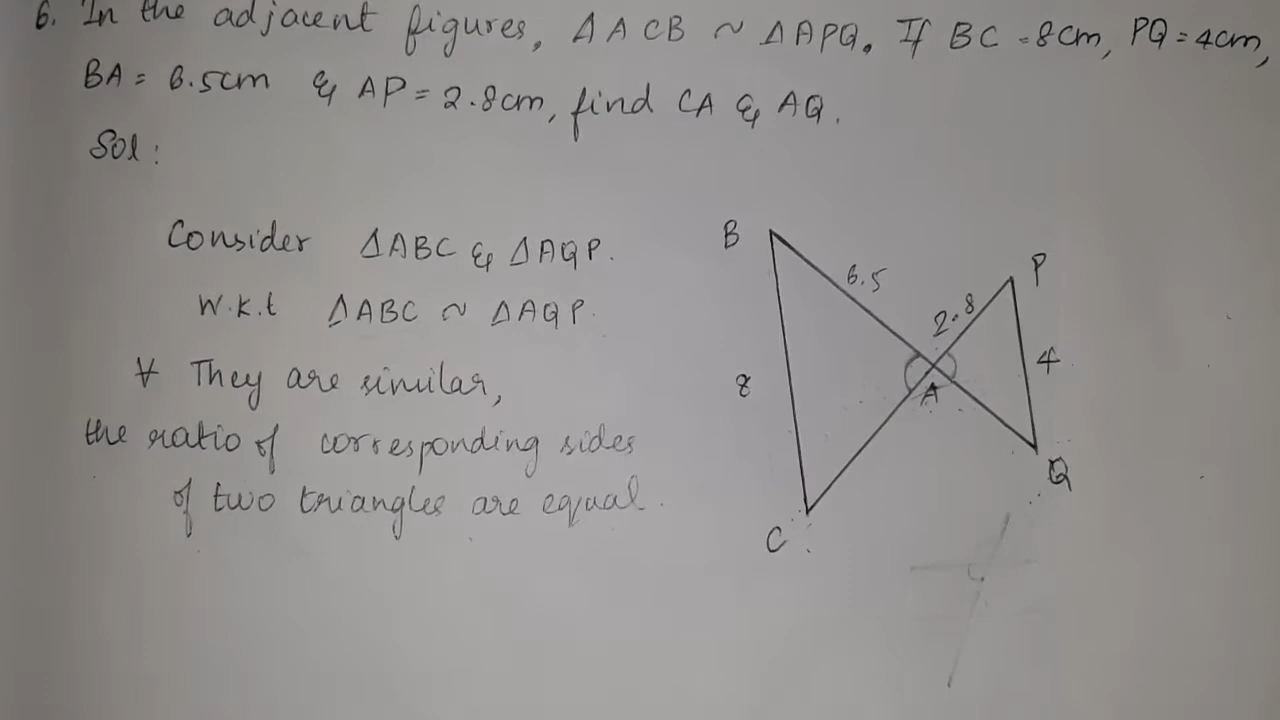 6. In the adjacent figures, ΔACB ~ ΔAPQ. If BC = 8cm, PQ = 4cm,
BA = 6.5cm & AP = 2.8cm, find CA & AQ.
Sol:
Consider ΔABC & ΔAQP.
W.k.t ΔABC ~ ΔAQP.
∀ They are similar,
the ratio of corresponding sides
of two triangles are equal.
B
6.5
P
2.8
8
4
A
Q
C